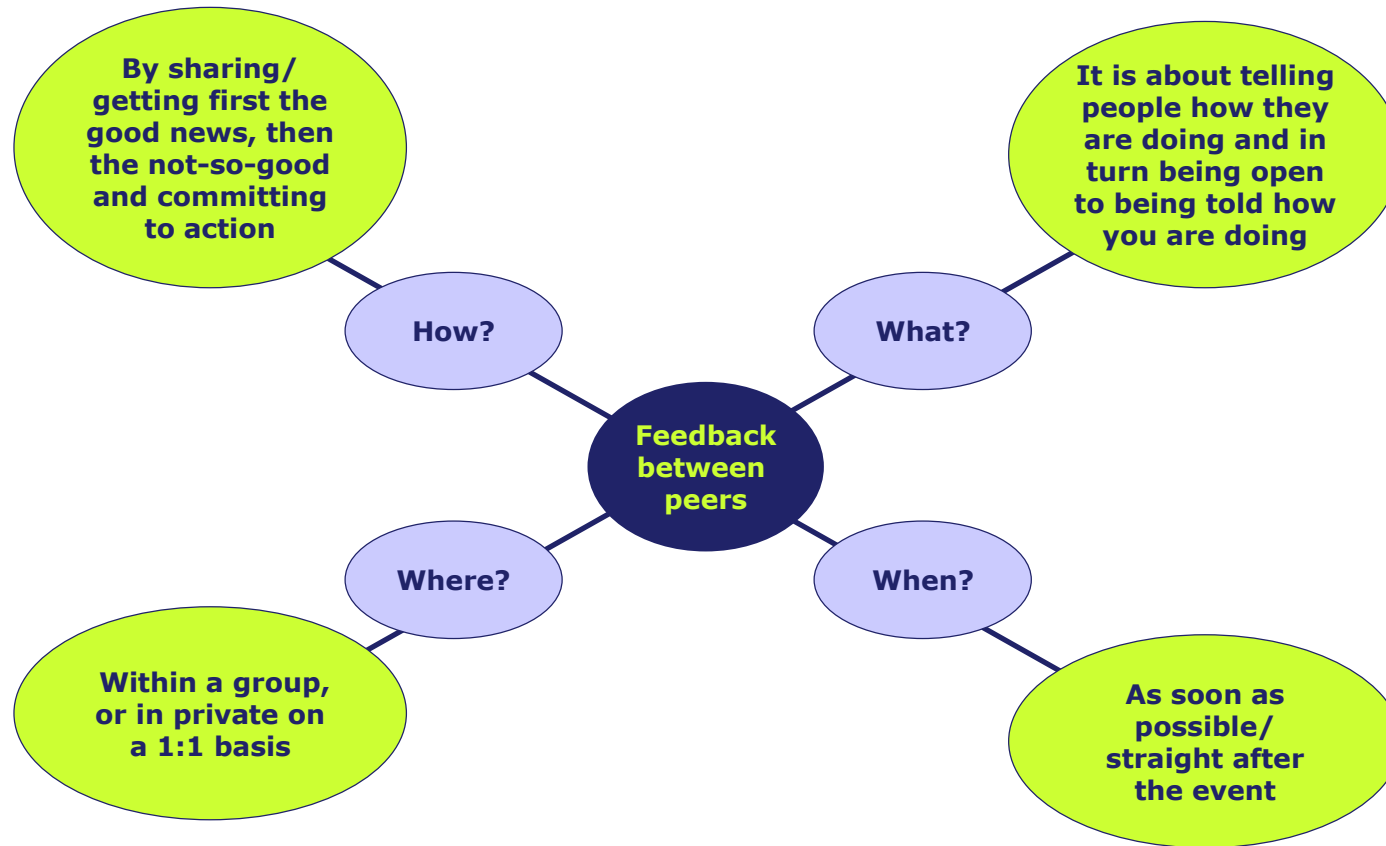 By sharing/
getting first the
good news, then
the not-so-good
and committing
to action
It is about telling
people how they
are doing and in
turn being open
to being told how
you are doing
How?
What?
Feedback
between
peers
Where?
When?
Within a group,
or in private on
a 1:1 basis
As soon as
possible/
straight after
the event